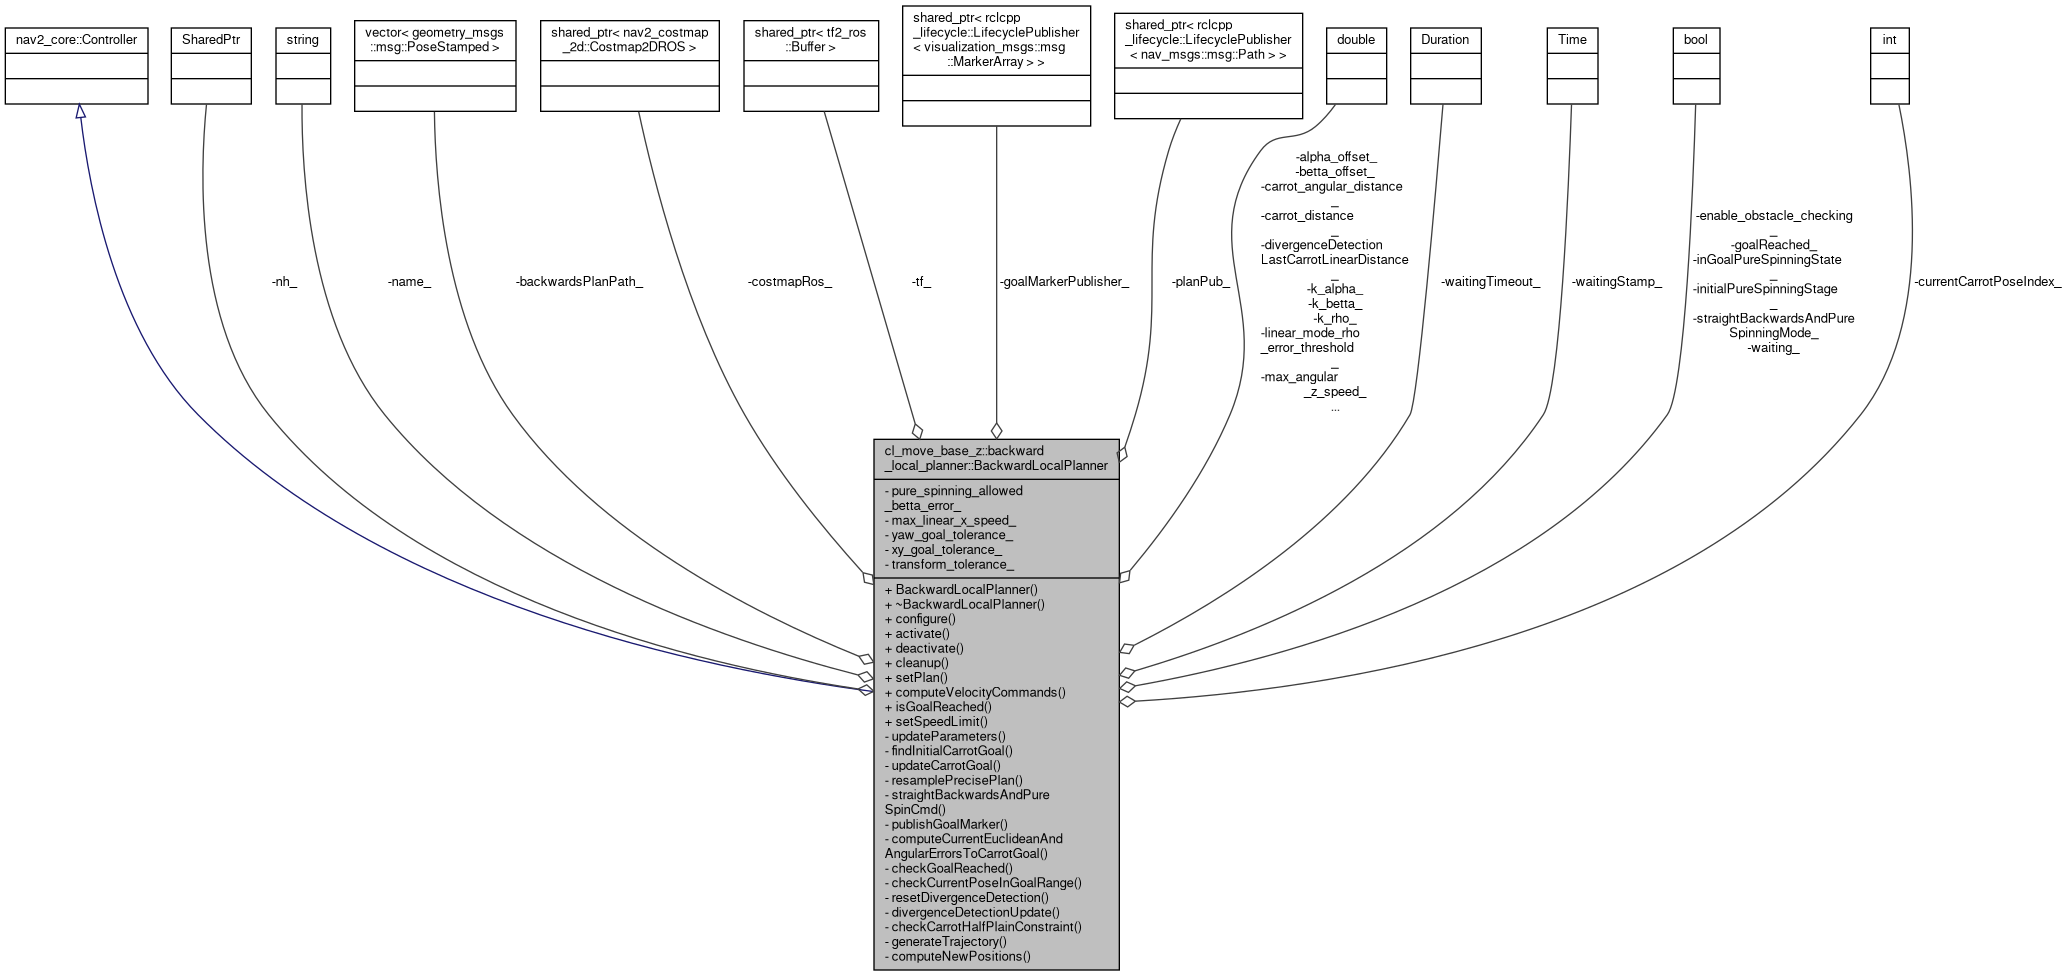 nav2_core::Controller
SharedPtr
string
vector< geometry_msgs
::msg::PoseStamped >
shared_ptr< nav2_costmap
_2d::Costmap2DROS >
shared_ptr< tf2_ros
::Buffer >
shared_ptr< rclcpp
_lifecycle::LifecyclePublisher
< visualization_msgs::msg
::MarkerArray > >
shared_ptr< rclcpp
_lifecycle::LifecyclePublisher
< nav_msgs::msg::Path > >
double
Duration
Time
bool
int
-nh_
-name_
-backwardsPlanPath_
-costmapRos_
-tf_
-goalMarkerPublisher_
-planPub_
-alpha_offset_
-betta_offset_
-carrot_angular_distance
_
-carrot_distance
_
-divergenceDetection
LastCarrotLinearDistance
_
-k_alpha_
-k_betta_
-k_rho_
-linear_mode_rho
_error_threshold
_
-max_angular
_z_speed_
...
-waitingTimeout_
-waitingStamp_
-enable_obstacle_checking
_
-goalReached_
-inGoalPureSpinningState
_
-initialPureSpinningStage
_
-straightBackwardsAndPure
SpinningMode_
-waiting_
-currentCarrotPoseIndex_
cl_move_base_z::backward
_local_planner::BackwardLocalPlanner
- pure_spinning_allowed
_betta_error_
- max_linear_x_speed_
- yaw_goal_tolerance_
- xy_goal_tolerance_
- transform_tolerance_
+ BackwardLocalPlanner()
+ ~BackwardLocalPlanner()
+ configure()
+ activate()
+ deactivate()
+ cleanup()
+ setPlan()
+ computeVelocityCommands()
+ isGoalReached()
+ setSpeedLimit()
- updateParameters()
- findInitialCarrotGoal()
- updateCarrotGoal()
- resamplePrecisePlan()
- straightBackwardsAndPure
SpinCmd()
- publishGoalMarker()
- computeCurrentEuclideanAnd
AngularErrorsToCarrotGoal()
- checkGoalReached()
- checkCurrentPoseInGoalRange()
- resetDivergenceDetection()
- divergenceDetectionUpdate()
- checkCarrotHalfPlainConstraint()
- generateTrajectory()
- computeNewPositions()